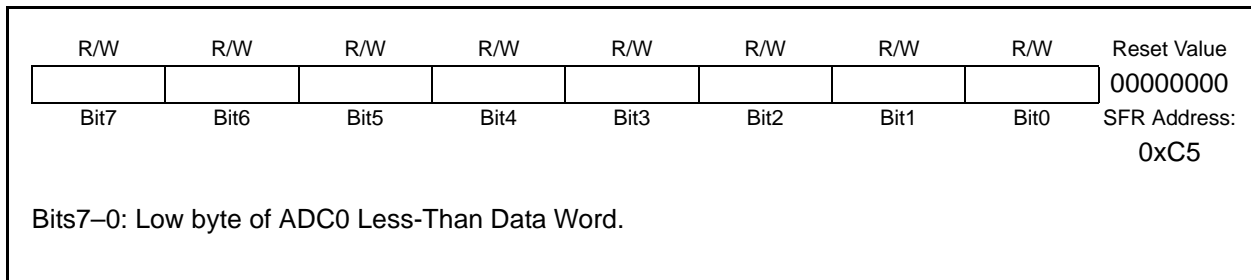 R/W R/W R/W R/W R/W R/W R/W R/W Reset Value
00000000
Bit7 Bit6 Bit5 Bit4 Bit3 Bit2 Bit1 Bit0 SFR Address:
0xC5
Bits7–0: Low byte of ADC0 Less-Than Data Word.